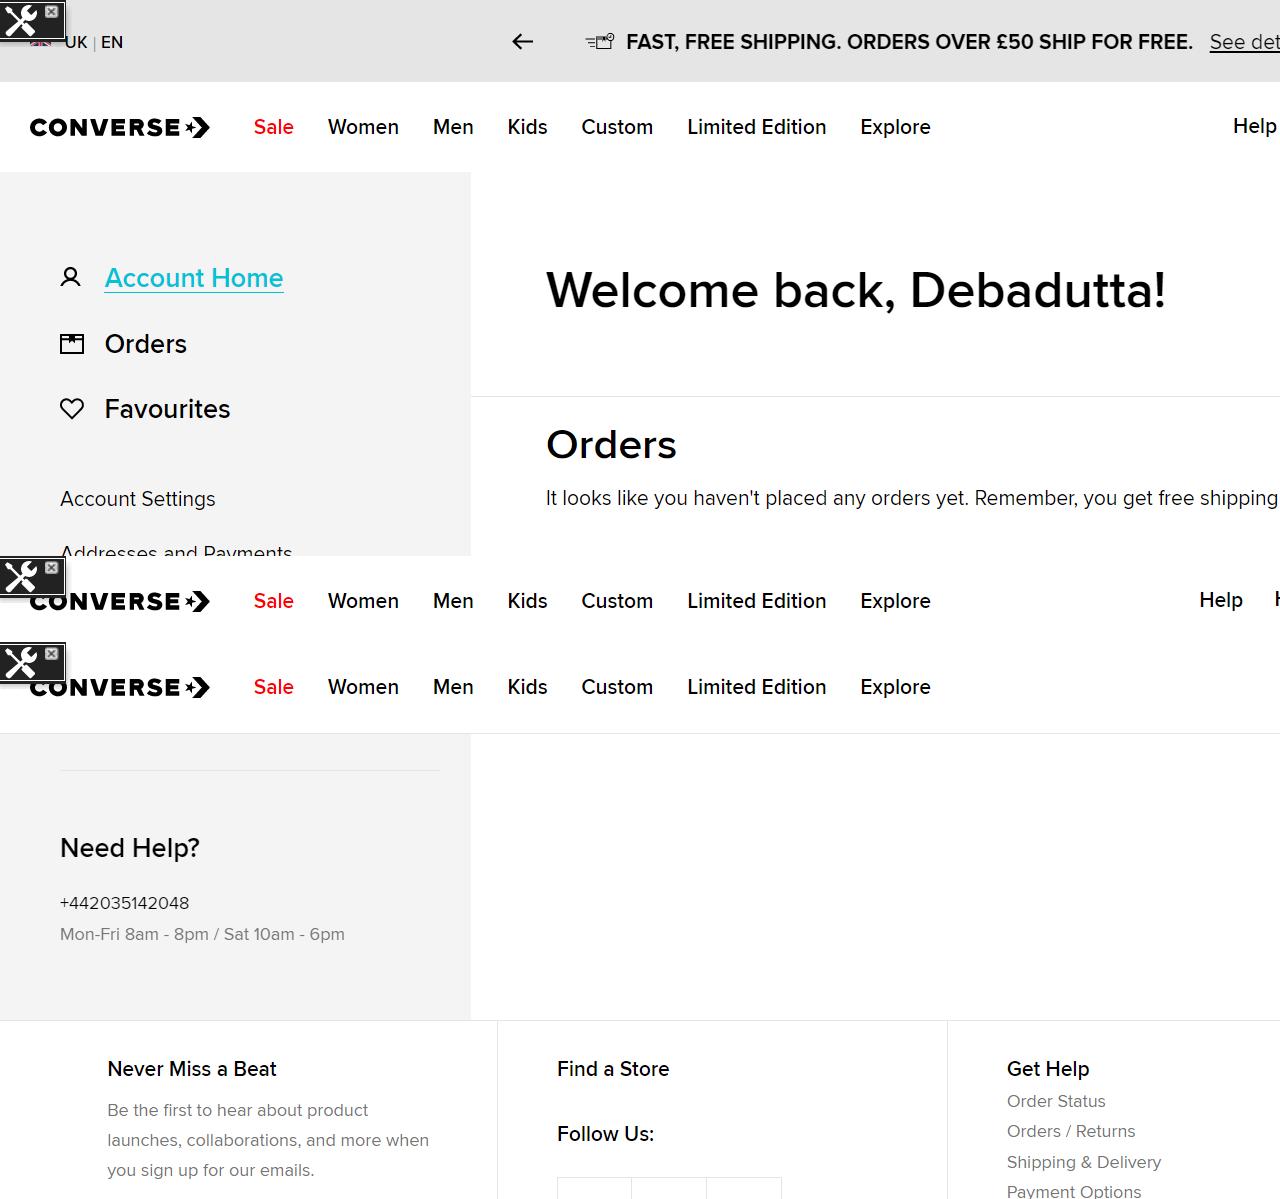 UK | EN
FAST, FREE SHIPPING. ORDERS OVER £50 SHIP FOR FREE. See det
CONVERSE Sale Women Men Kids Custom Limited Edition Explore Help
Account Home
Orders
Favourites
Account Settings
Addresses and Payments
Welcome back, Debadutta!
Orders
It looks like you haven't placed any orders yet. Remember, you get free shipping
CONVERSE Sale Women Men Kids Custom Limited Edition Explore Help
CONVERSE Sale Women Men Kids Custom Limited Edition Explore
Need Help?
+442035142048
Mon-Fri 8am - 8pm / Sat 10am - 6pm
Never Miss a Beat
Be the first to hear about product
launches, collaborations, and more when
you sign up for our emails.
Find a Store
Follow Us:
Get Help
Order Status
Orders / Returns
Shipping & Delivery
Payment Options